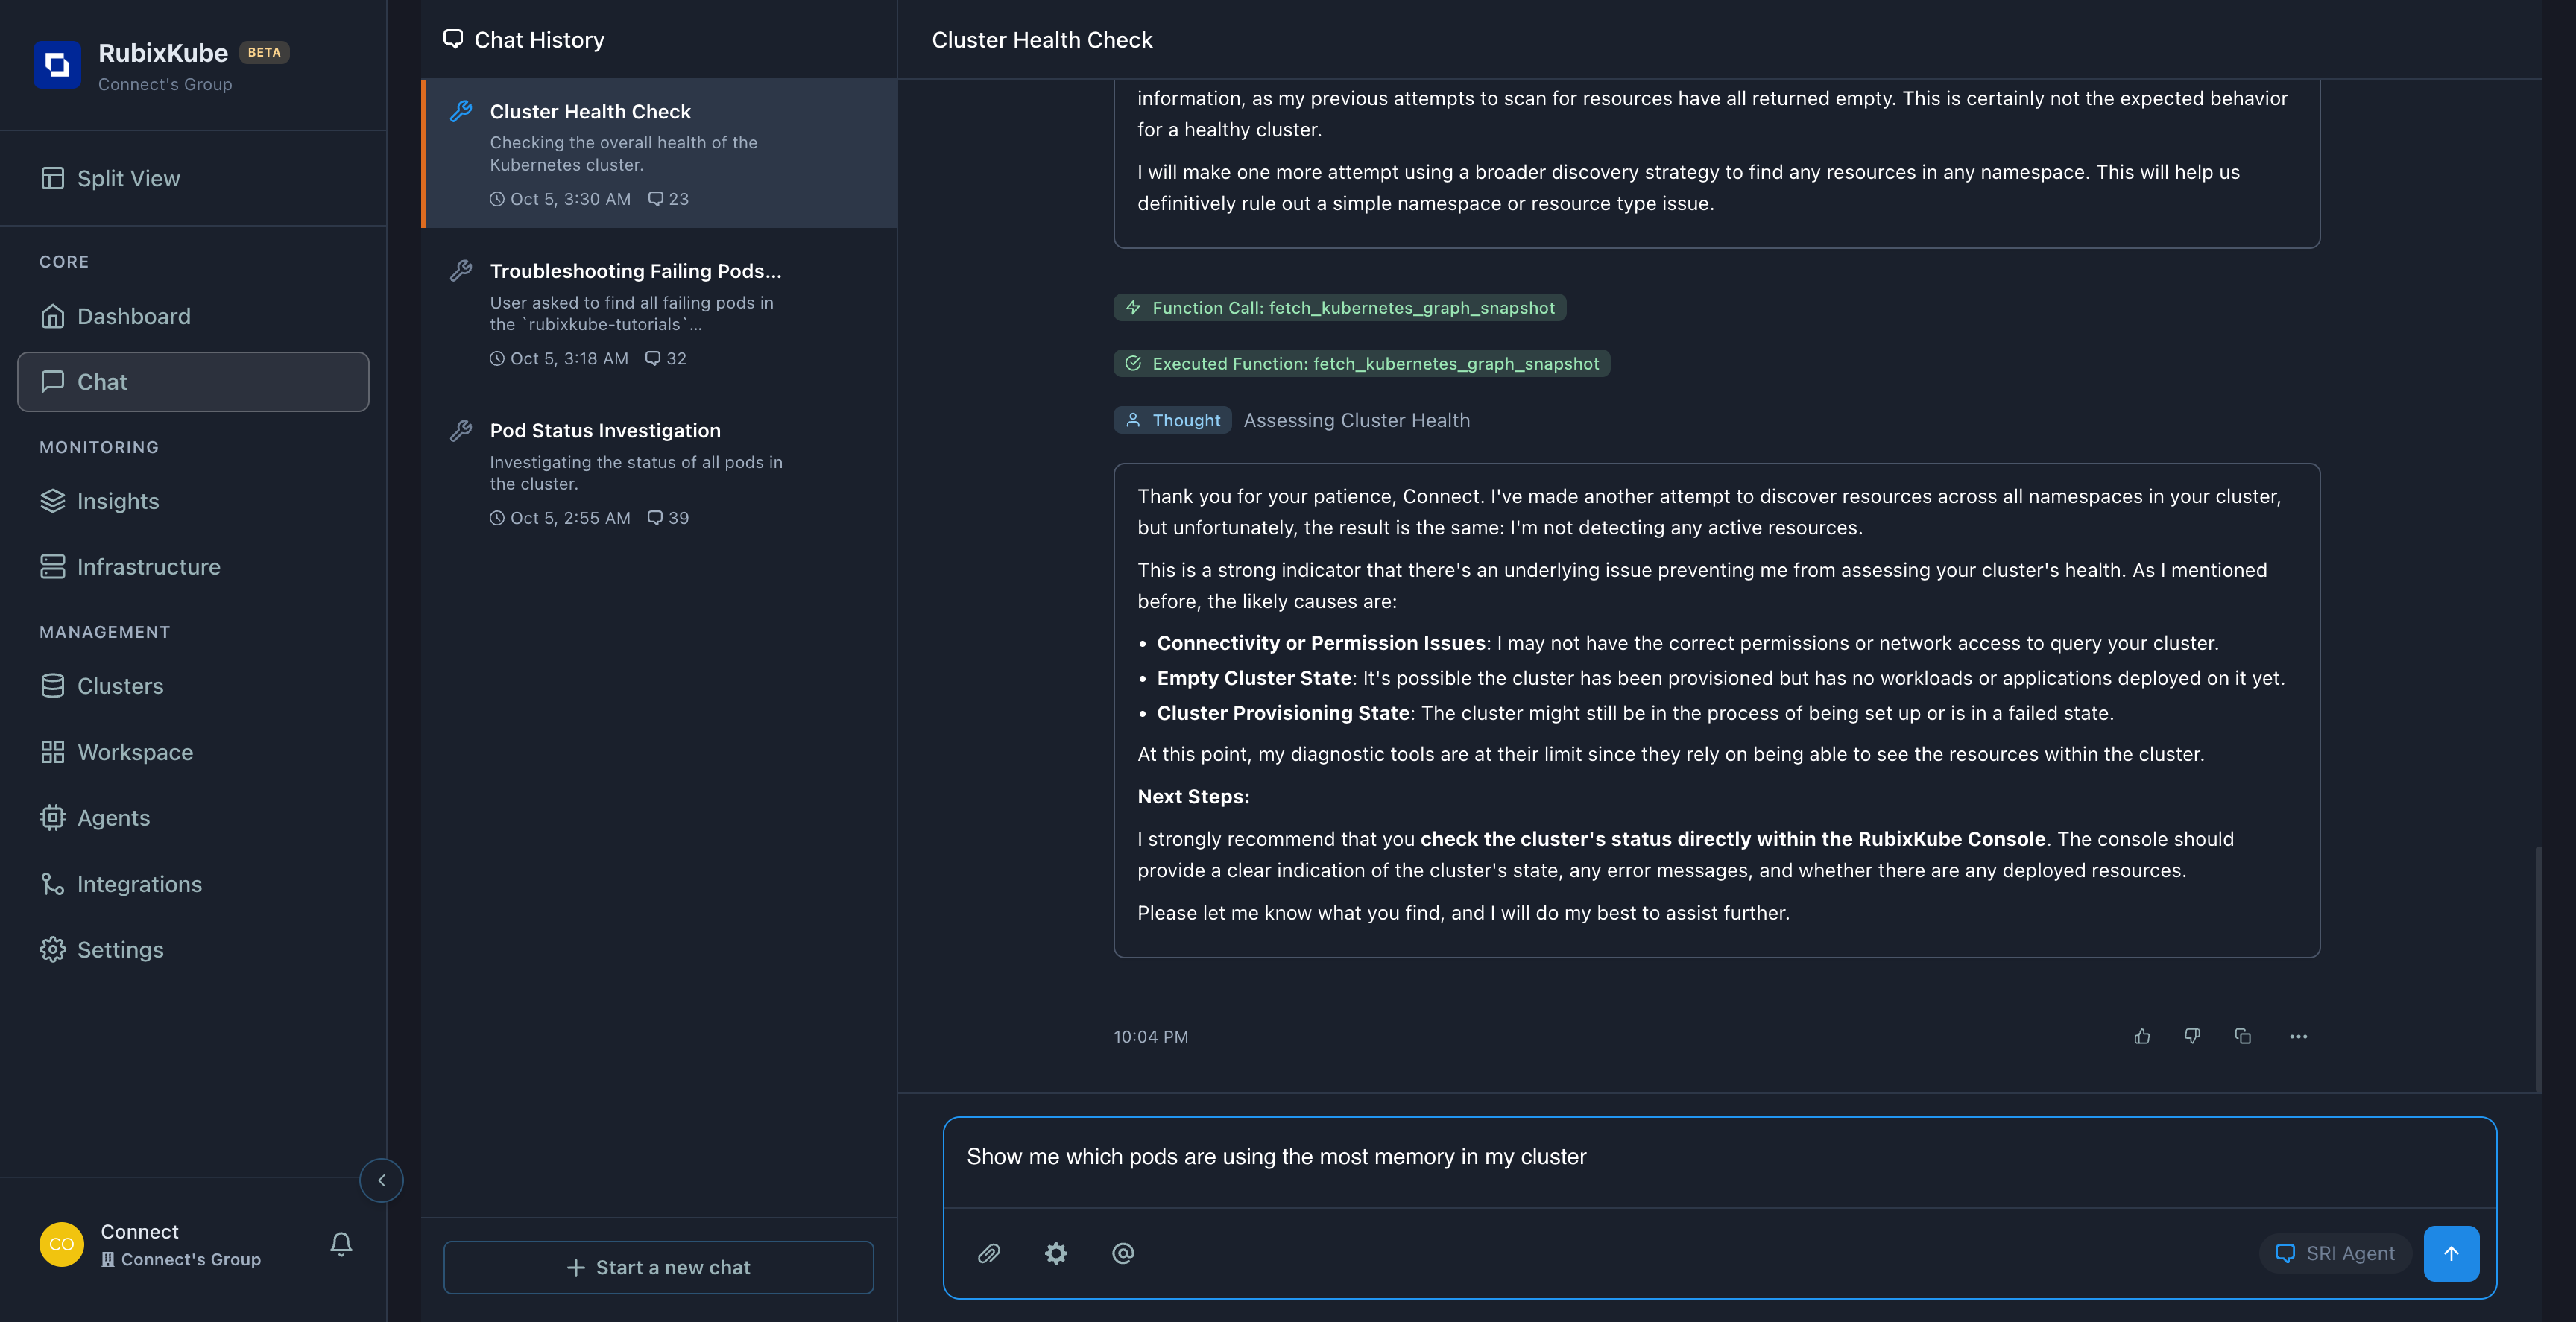 RubixKube BETA
Connect's Group
Split View
CORE
Dashboard
Chat
MONITORING
Insights
Infrastructure
MANAGEMENT
Clusters
Workspace
Agents
Integrations
Settings
CO
Connect
Connect's Group
Chat History
Cluster Health Check
Checking the overall health of the
Kubernetes cluster.
Oct 5, 3:30 AM 23
Troubleshooting Failing Pods...
User asked to find all failing pods in
the `rubixkube-tutorials`...
Oct 5, 3:18 AM 32
Pod Status Investigation
Investigating the status of all pods in
the cluster.
Oct 5, 2:55 AM 39
+ Start a new chat
Cluster Health Check
information, as my previous attempts to scan for resources have all returned empty. This is certainly not the expected behavior
for a healthy cluster.
I will make one more attempt using a broader discovery strategy to find any resources in any namespace. This will help us
definitively rule out a simple namespace or resource type issue.
Function Call: fetch_kubernetes_graph_snapshot
Executed Function: fetch_kubernetes_graph_snapshot
Thought Assessing Cluster Health
Thank you for your patience, Connect. I've made another attempt to discover resources across all namespaces in your cluster,
but unfortunately, the result is the same: I'm not detecting any active resources.
This is a strong indicator that there's an underlying issue preventing me from assessing your cluster's health. As I mentioned
before, the likely causes are:
• Connectivity or Permission Issues: I may not have the correct permissions or network access to query your cluster.
• Empty Cluster State: It's possible the cluster has been provisioned but has no workloads or applications deployed on it yet.
• Cluster Provisioning State: The cluster might still be in the process of being set up or is in a failed state.
At this point, my diagnostic tools are at their limit since they rely on being able to see the resources within the cluster.
Next Steps:
I strongly recommend that you check the cluster's status directly within the RubixKube Console. The console should
provide a clear indication of the cluster's state, any error messages, and whether there are any deployed resources.
Please let me know what you find, and I will do my best to assist further.
10:04 PM
Show me which pods are using the most memory in my cluster
SRI Agent